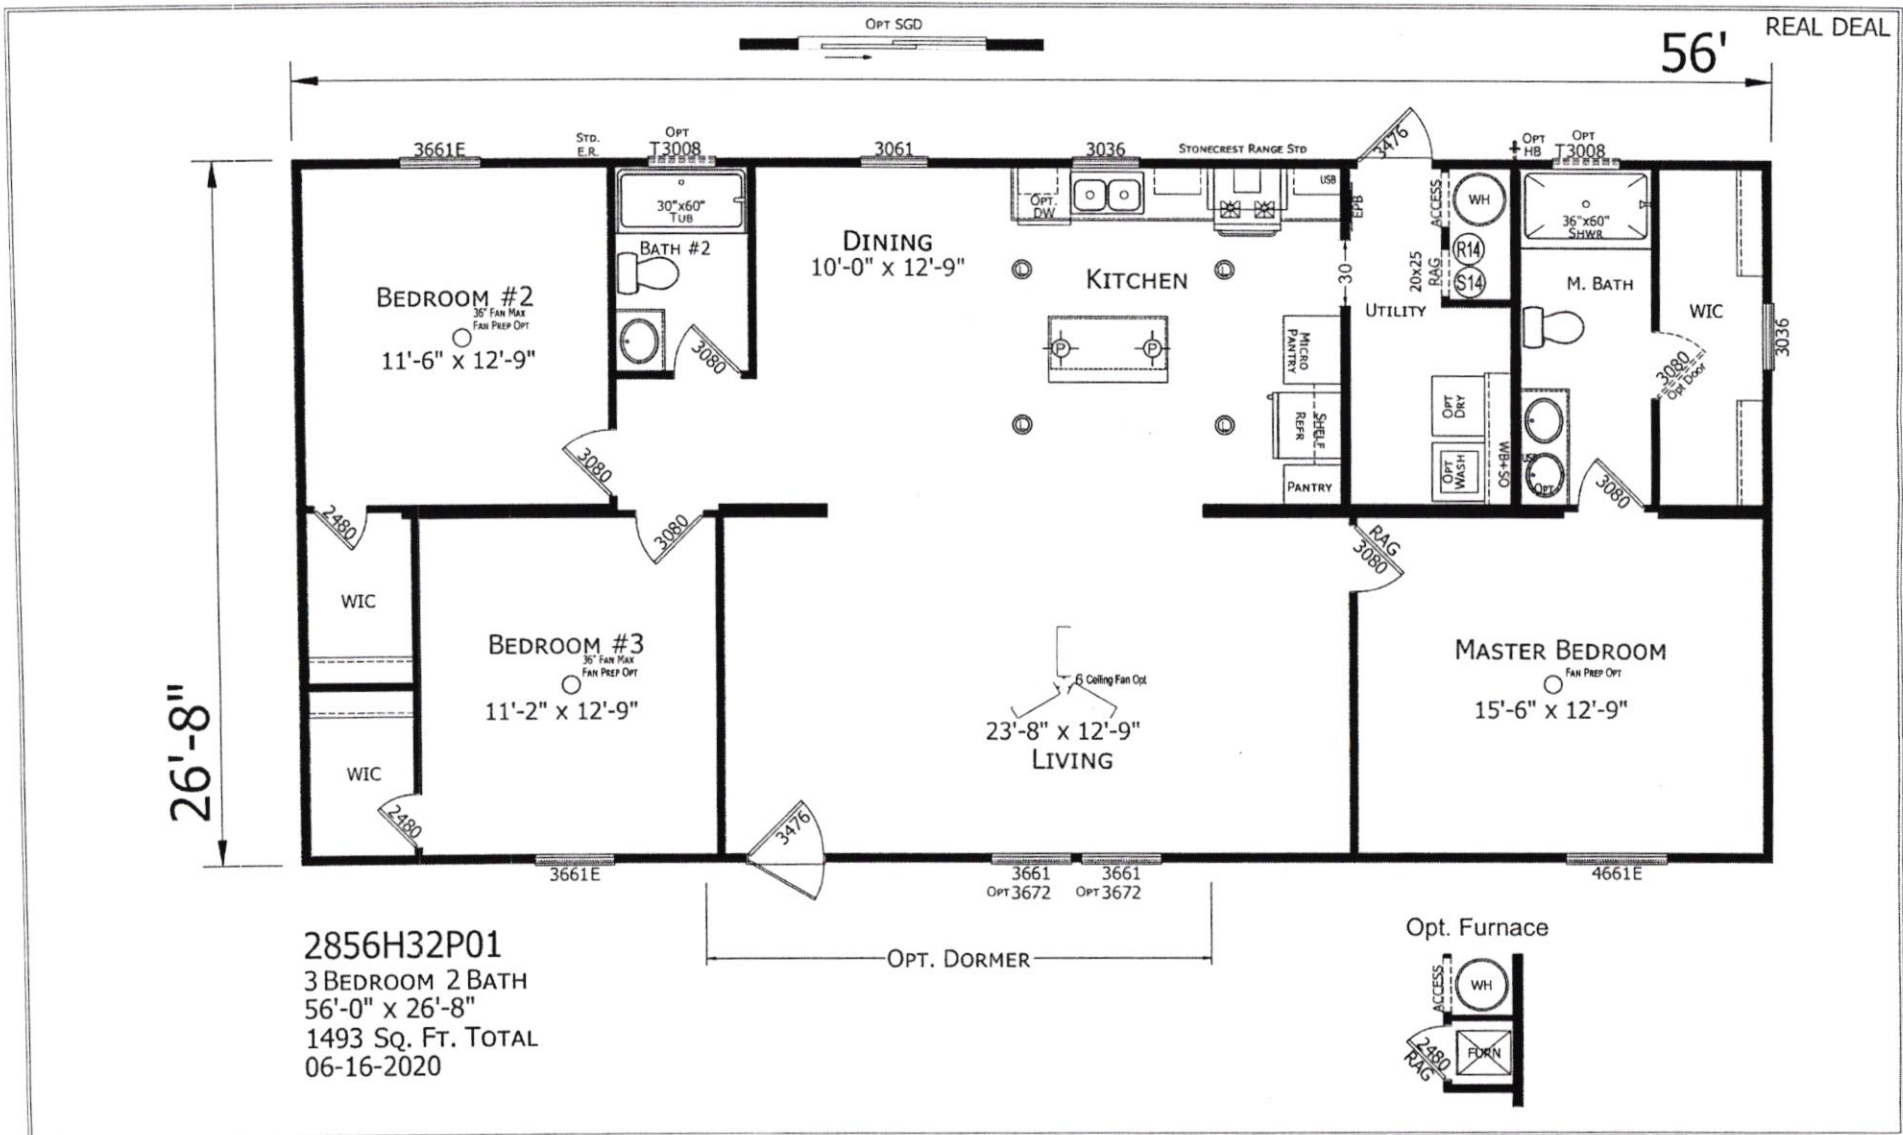 REAL DEAL
OPT SGD
56'
3661E
STD.
E.R.
OPT
T3008
3061
3036
STONECREST RANGE STD
3476
OPT
HB
OPT
T3008
30"x60"
TUB
BATH #2
3080
OPT.
DW
USB
EPB
ACCESS
WH
R14
S14
20x25
RAG
30
36"x60"
SHWR
M. BATH
WIC
3036
3080
Opt Door
DINING
10'-0" x 12'-9"
KITCHEN
UTILITY
BEDROOM #2
36" FAN MAX
FAN PREP OPT
11'-6" x 12'-9"
3080
P
P
L
L
L
L
MICRO
PANTRY
SHELF
REFR
PANTRY
OPT
DRY
OPT
WASH
WB+SO
USB
OPT
3080
2480
3080
RAG
3080
WIC
BEDROOM #3
36" FAN MAX
FAN PREP OPT
11'-2" x 12'-9"
6 Ceiling Fan Opt
23'-8" x 12'-9"
LIVING
MASTER BEDROOM
FAN PREP OPT
15'-6" x 12'-9"
26'-8"
WIC
2480
3476
3661E
3661
OPT 3672
3661
OPT 3672
4661E
OPT. DORMER
2856H32P01
3 BEDROOM 2 BATH
56'-0" x 26'-8"
1493 SQ. FT. TOTAL
06-16-2020
Opt. Furnace
ACCESS
WH
2480
RAG
FURN